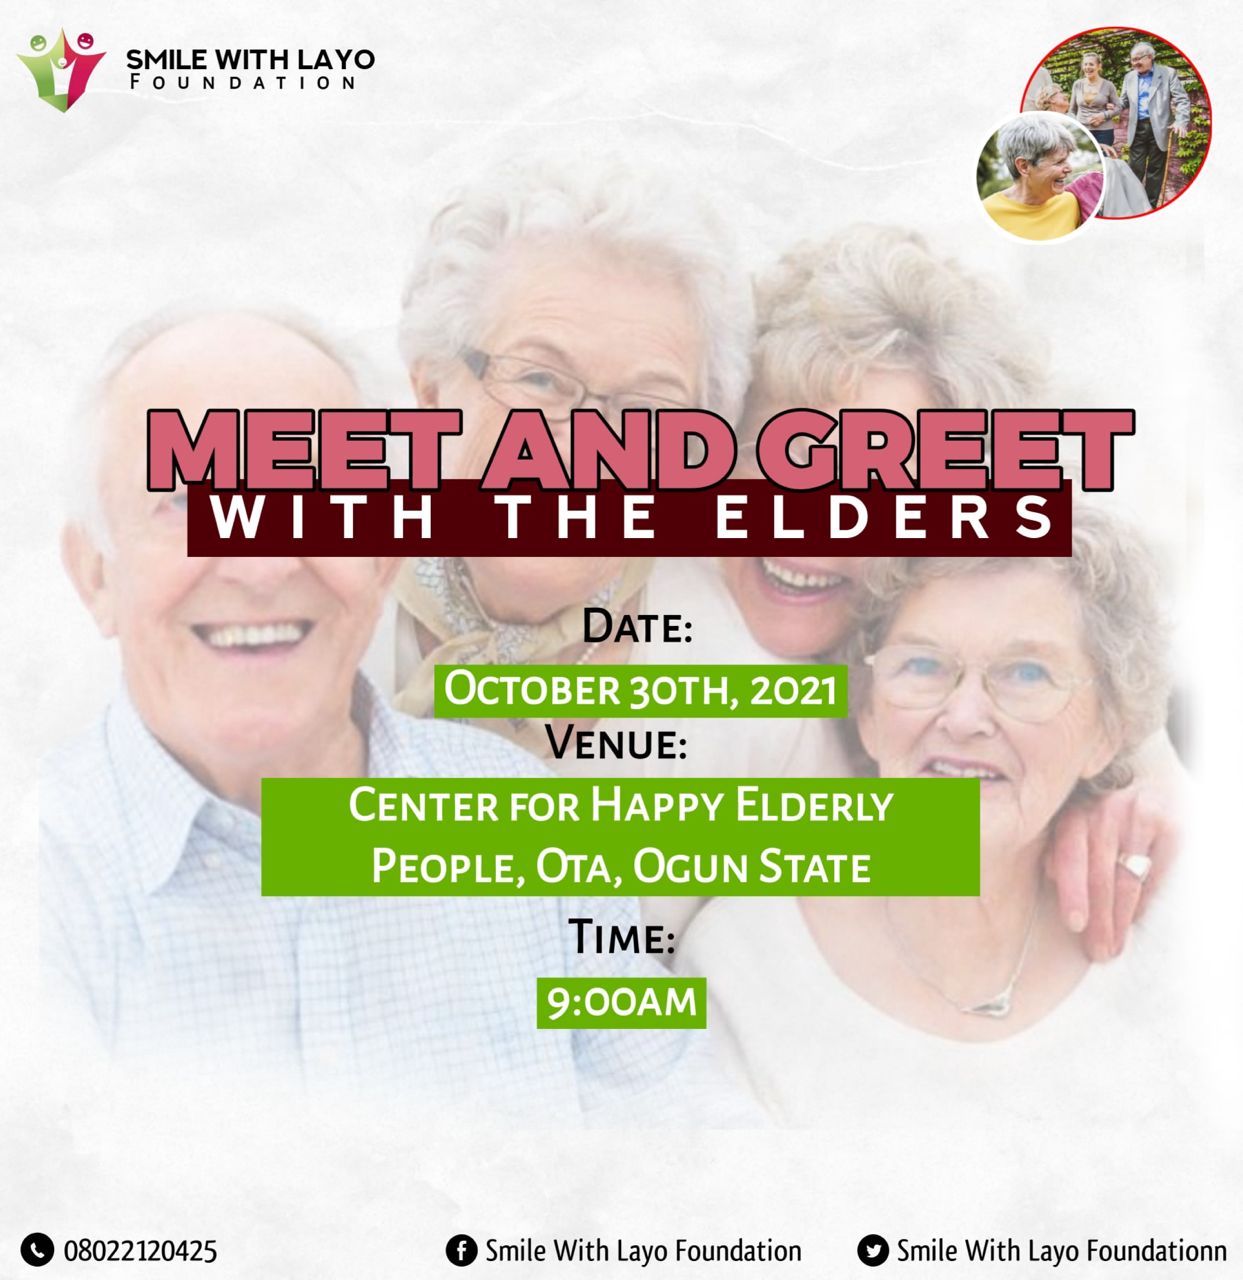 SMILE WITH LAYO
FOUNDATION
MEET AND GREET
WITH THE ELDERS
DATE:
OCTOBER 30TH, 2021
VENUE:
CENTER FOR HAPPY ELDERLY
PEOPLE, OTA, OGUN STATE
TIME:
9:00AM
08022120425
Smile With Layo Foundation
Smile With Layo Foundationn